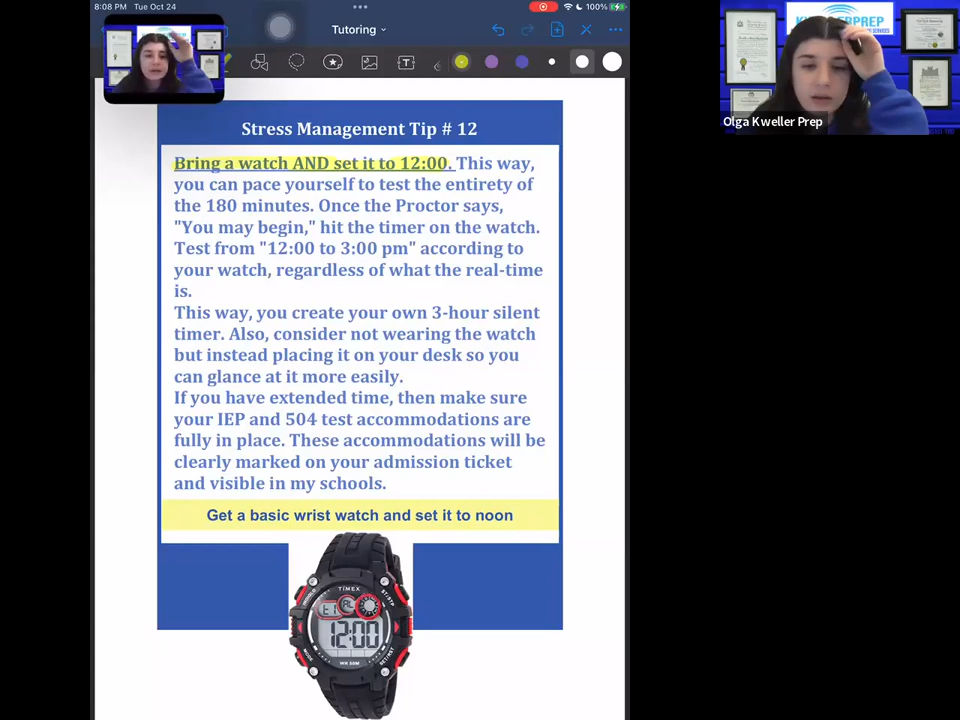 8:08 PM Tue Oct 24
100%
Tutoring
Stress Management Tip # 12
Bring a watch AND set it to 12:00. This way,
you can pace yourself to test the entirety of
the 180 minutes. Once the Proctor says,
"You may begin," hit the timer on the watch.
Test from "12:00 to 3:00 pm" according to
your watch, regardless of what the real-time
is.
This way, you create your own 3-hour silent
timer. Also, consider not wearing the watch
but instead placing it on your desk so you
can glance at it more easily.
If you have extended time, then make sure
your IEP and 504 test accommodations are
fully in place. These accommodations will be
clearly marked on your admission ticket
and visible in my schools.
Get a basic wrist watch and set it to noon
TIMEX
12:00
WR 50M
Olga Kweller Prep